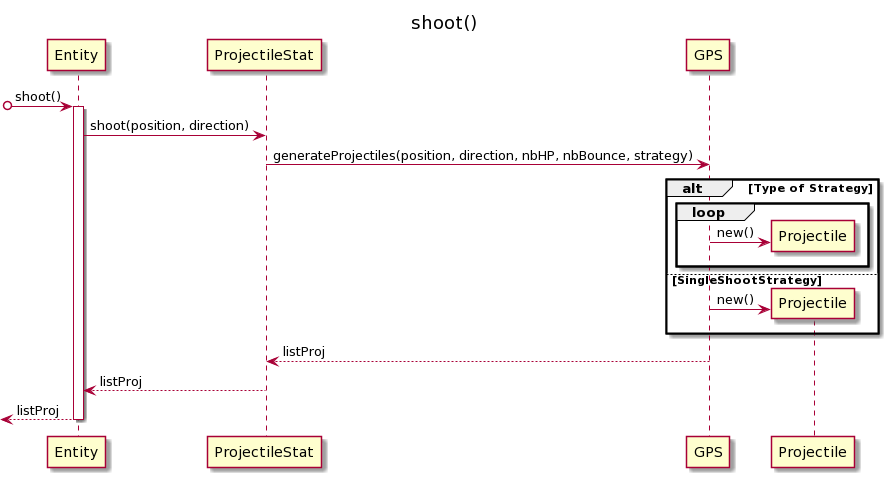 shoot()
Entity
ProjectileStat
GPS
shoot()
shoot(position, direction)
generateProjectiles(position, direction, nbHP, nbBounce, strategy)
alt
[Type of Strategy]
loop
new()
Projectile
[SingleShootStrategy]
new()
Projectile
listProj
listProj
listProj
Entity
ProjectileStat
GPS
Projectile